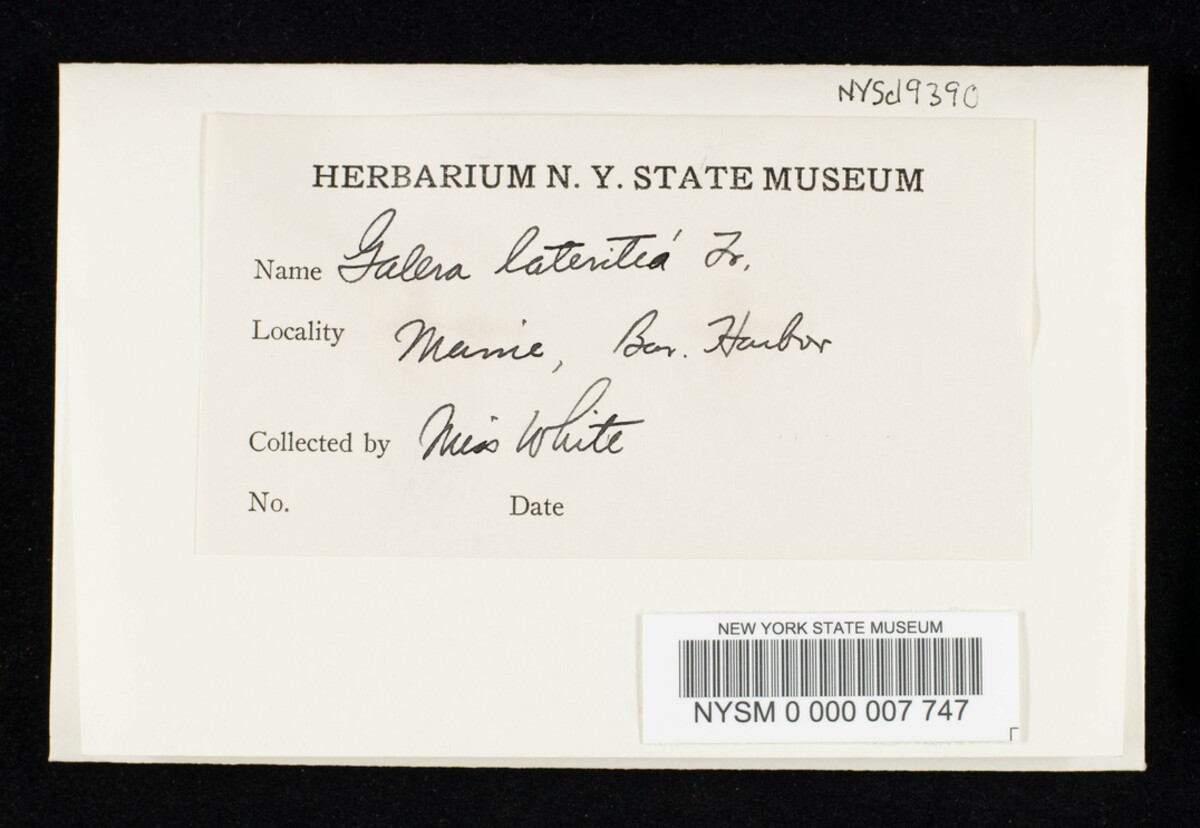 NYSd9390
HERBARIUM N. Y. STATE MUSEUM
Name Galera lateritia Fr.
Locality Maine, Bar Harbor
Collected by Miss White
No. Date
NEW YORK STATE MUSEUM
NYSM 0 000 007 747